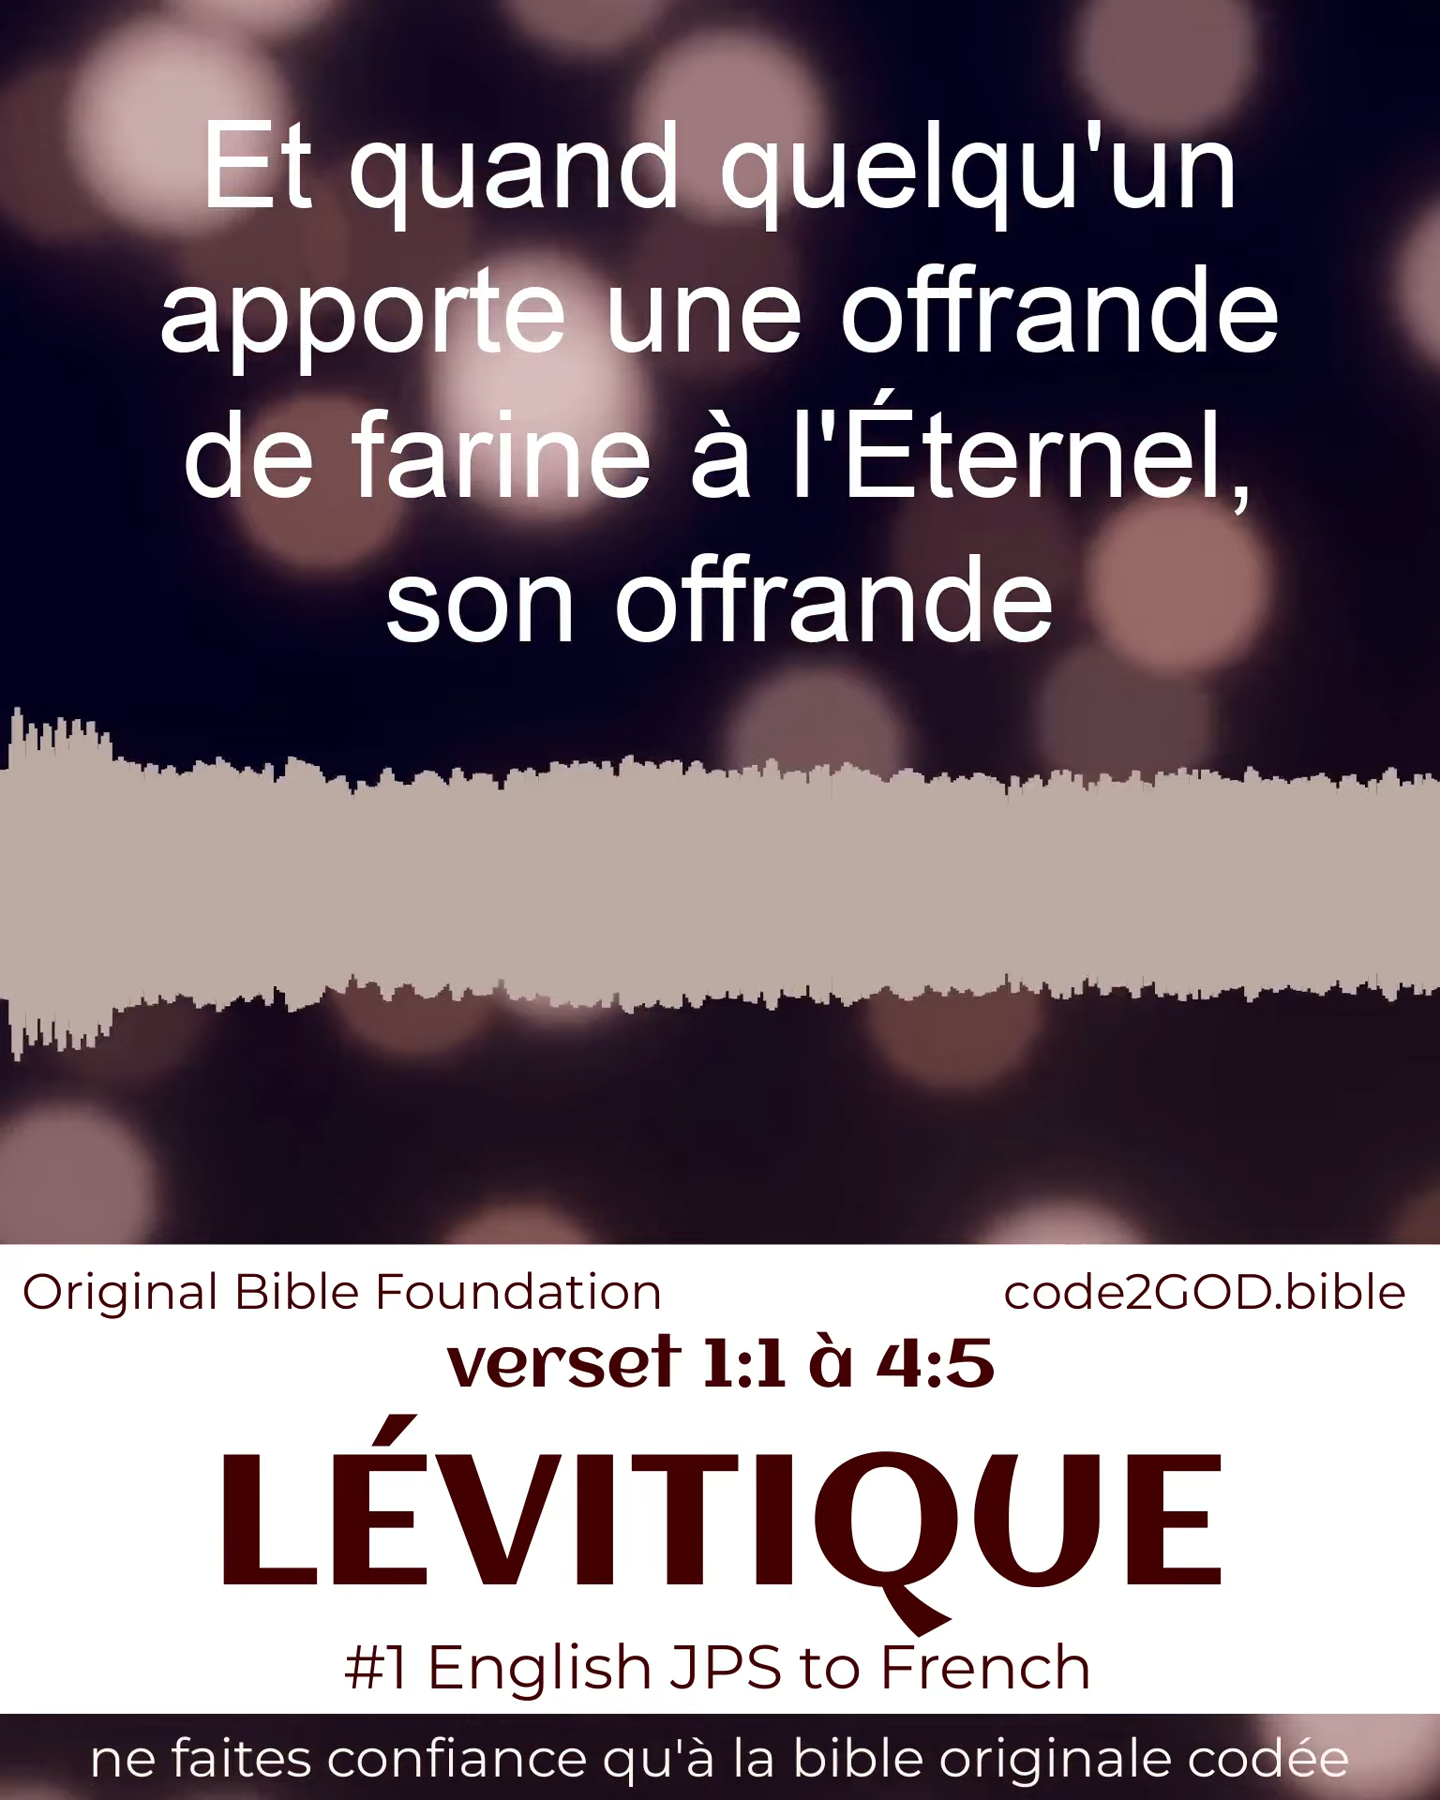 Et quand quelqu'un
apporte une offrande
de farine à l'Éternel,
son offrande
Original Bible Foundation
code2GOD.bible
verset 1:1 à 4:5
LÉVITIQUE
#1 English JPS to French
ne faites confiance qu'à la bible originale codée